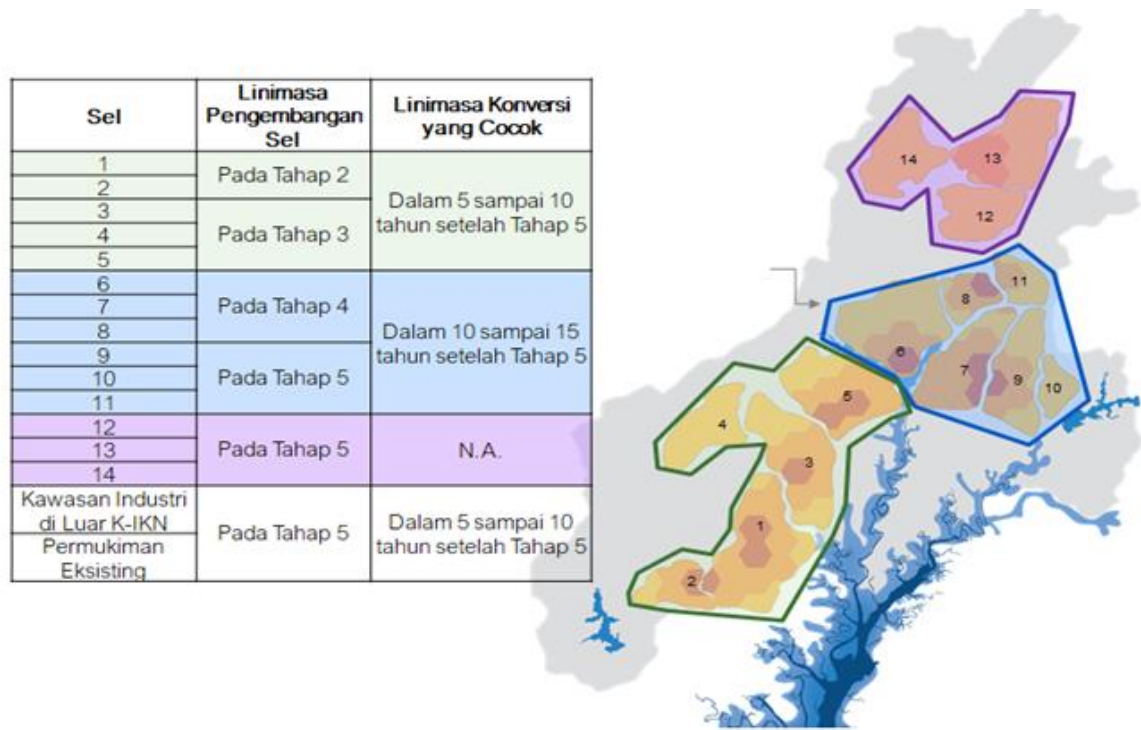 Sel
Linimasa
Pengembangan
Sel
Linimasa Konversi
yang Cocok
1
2
Pada Tahap 2
3
4
5
Pada Tahap 3
Dalam 5 sampai 10
tahun setelah Tahap 5
6
7
8
Pada Tahap 4
9
10
11
Pada Tahap 5
Dalam 10 sampai 15
tahun setelah Tahap 5
12
13
14
Pada Tahap 5
N.A.
Kawasan Industri
di Luar K-IKN
Permukiman
Eksisting
Pada Tahap 5
Dalam 5 sampai 10
tahun setelah Tahap 5
14
13
12
11
8
6
7
9
10
5
4
3
1
2